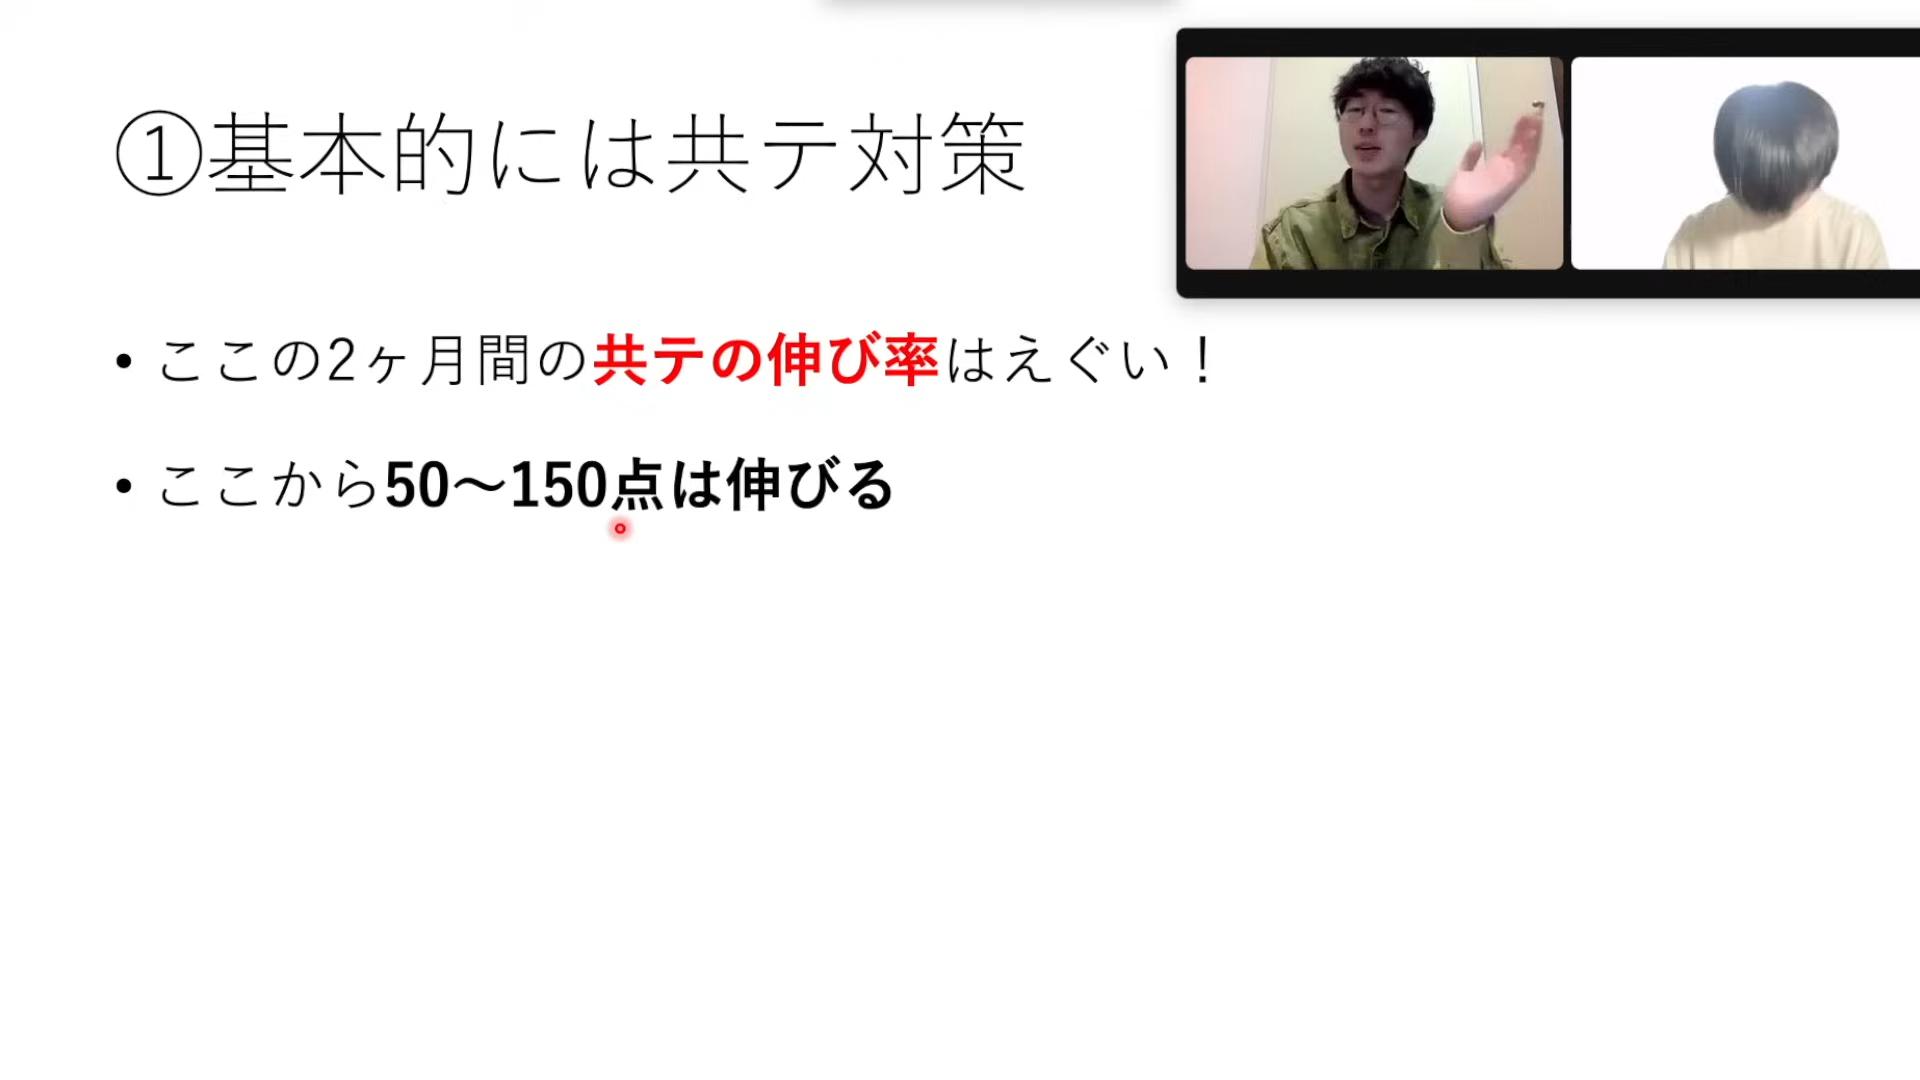 ①基本的には共テ対策
• ここの2ヶ月間の共テの伸び率はえぐい！
• ここから50～150点は伸びる